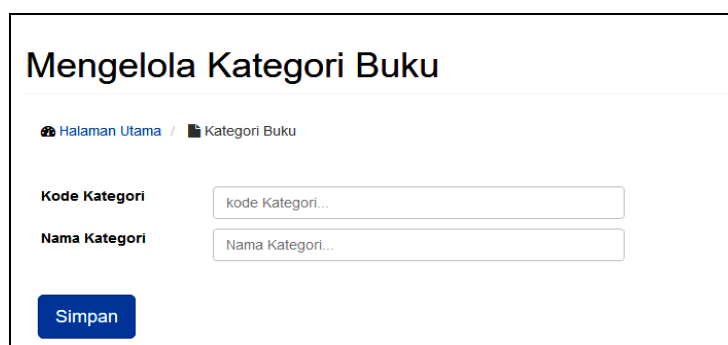 Mengelola Kategori Buku
Halaman Utama / Kategori Buku
Kode Kategori kode Kategori...
Nama Kategori Nama Kategori...
Simpan